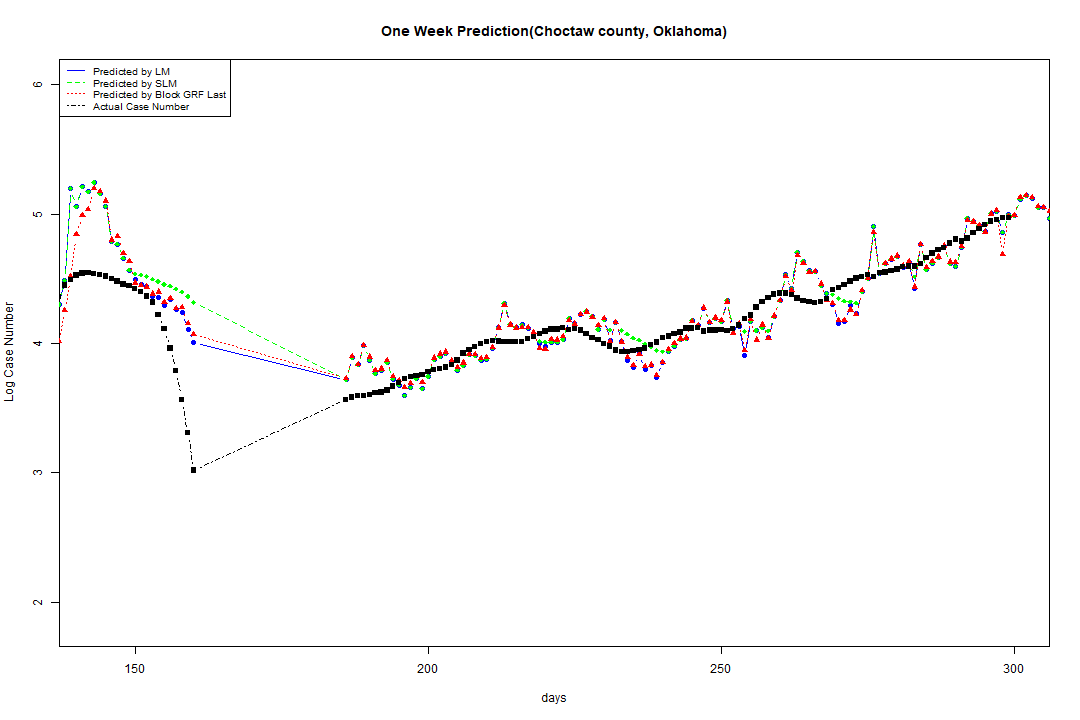 One Week Prediction(Choctaw county, Oklahoma)
Predicted by LM
Predicted by SLM
Predicted by Block GRF Last
Actual Case Number
6
5
4
3
2
Log Case Number
150
200
250
300
days